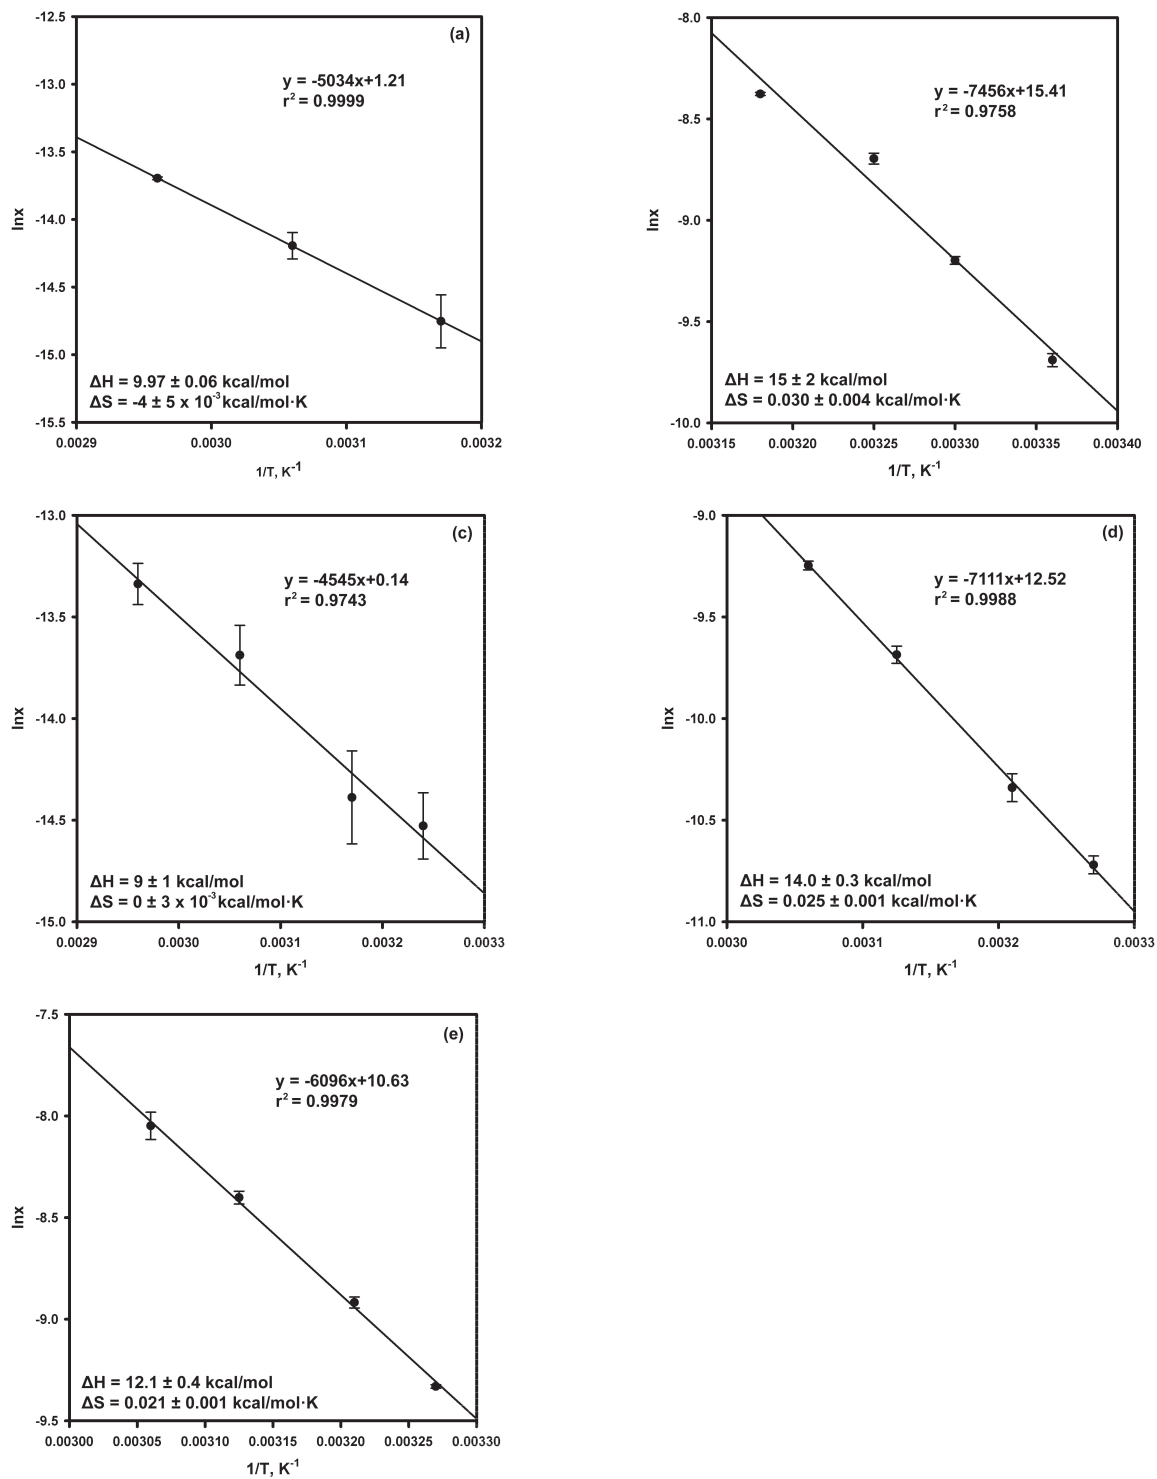 (a)
y = -5034x+1.21
r² = 0.9999
ΔH = 9.97 ± 0.06 kcal/mol
ΔS = -4 ± 5 x 10⁻³ kcal/mol·K
lnx
-12.5
-13.0
-13.5
-14.0
-14.5
-15.0
-15.5
0.0029 0.0030 0.0031 0.0032
1/T, K⁻¹
y = -7456x+15.41
r² = 0.9758
ΔH = 15 ± 2 kcal/mol
ΔS = 0.030 ± 0.004 kcal/mol·K
lnx
-8.0
-8.5
-9.0
-9.5
-10.0
0.00315 0.00320 0.00325 0.00330 0.00335 0.00340
1/T, K⁻¹
(c)
y = -4545x+0.14
r² = 0.9743
ΔH = 9 ± 1 kcal/mol
ΔS = 0 ± 3 x 10⁻³ kcal/mol·K
lnx
-13.0
-13.5
-14.0
-14.5
-15.0
0.0029 0.0030 0.0031 0.0032 0.0033
1/T, K⁻¹
(d)
y = -7111x+12.52
r² = 0.9988
ΔH = 14.0 ± 0.3 kcal/mol
ΔS = 0.025 ± 0.001 kcal/mol·K
lnx
-9.0
-9.5
-10.0
-10.5
-11.0
0.0030 0.0031 0.0032 0.0033
1/T, K⁻¹
(e)
y = -6096x+10.63
r² = 0.9979
ΔH = 12.1 ± 0.4 kcal/mol
ΔS = 0.021 ± 0.001 kcal/mol·K
lnx
-7.5
-8.0
-8.5
-9.0
-9.5
0.00300 0.00305 0.00310 0.00315 0.00320 0.00325 0.00330
1/T, K⁻¹